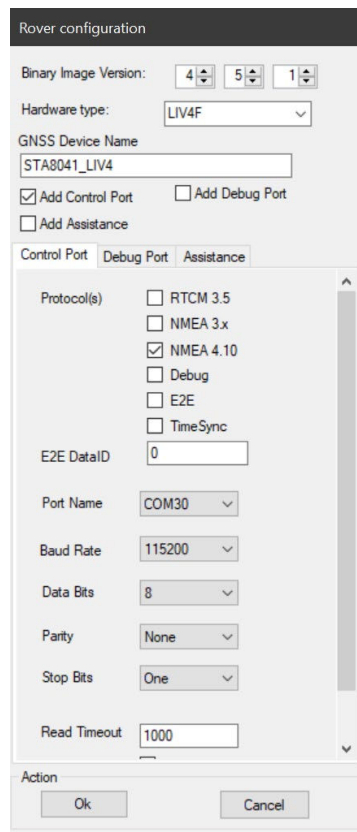 Rover configuration
Binary Image Version: 4 5 1
Hardware type: LIV4F
GNSS Device Name
STA8041_LIV4
Add Control Port Add Debug Port
Add Assistance
Control Port Debug Port Assistance
Protocol(s) RTCM 3.5
NMEA 3.x
NMEA 4.10
Debug
E2E
TimeSync
E2E DataID 0
Port Name COM30
Baud Rate 115200
Data Bits 8
Parity None
Stop Bits One
Read Timeout 1000
Action
Ok Cancel